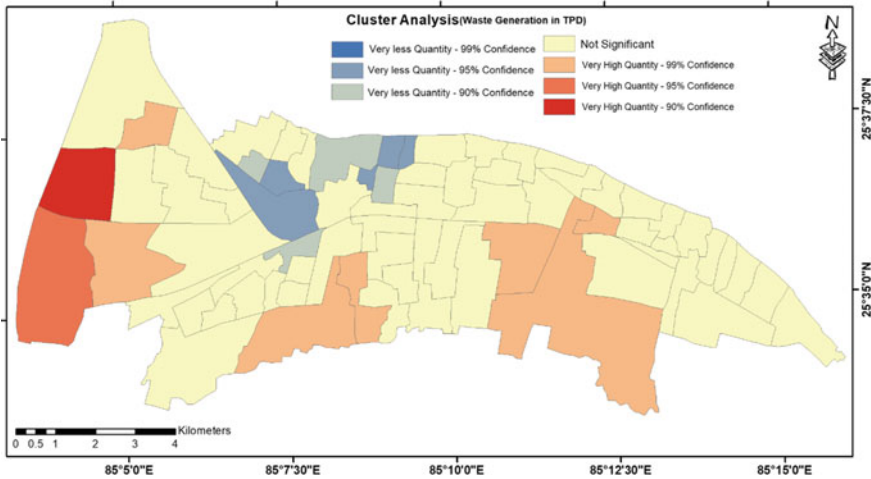 Cluster Analysis(Waste Generation in TPD)
Very less Quantity - 99% Confidence
Very less Quantity - 95% Confidence
Very less Quantity - 90% Confidence
Not Significant
Very High Quantity - 99% Confidence
Very High Quantity - 95% Confidence
Very High Quantity - 90% Confidence
N
25°37'30"N
25°35'0"N
Kilometers
0 0.5 1 2 3 4
85°5'0"E
85°7'30"E
85°10'0"E
85°12'30"E
85°15'0"E